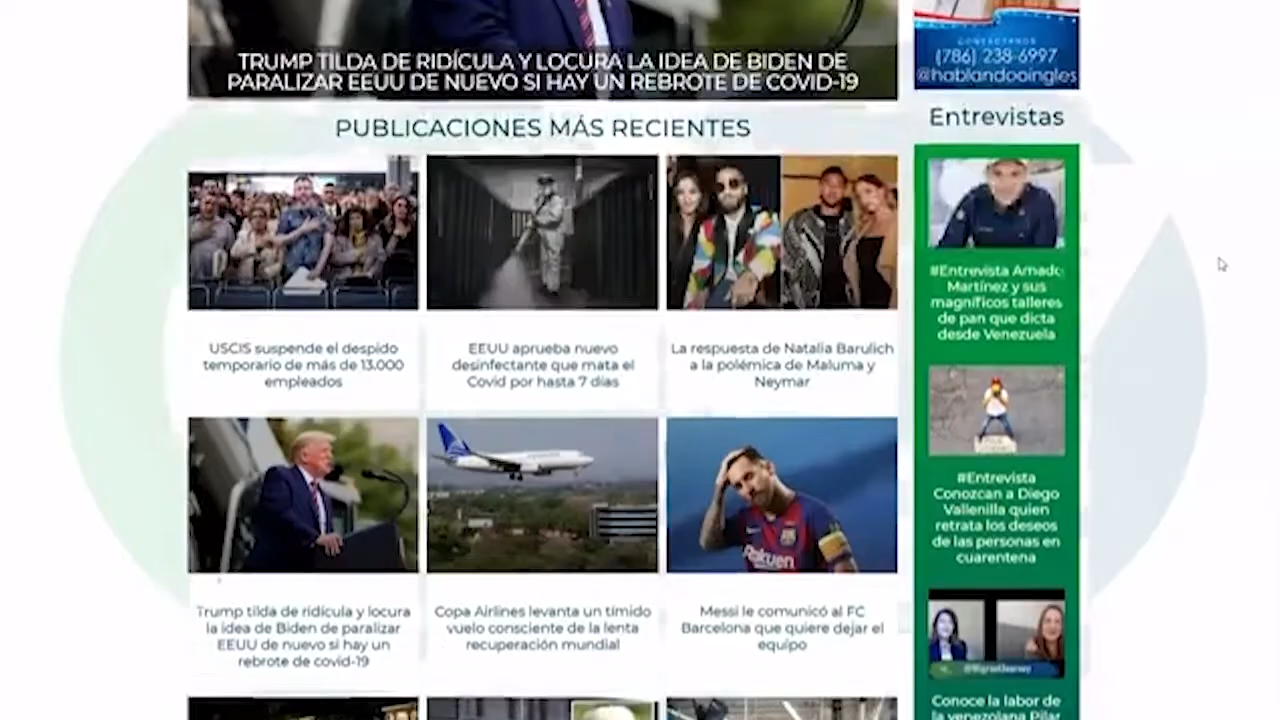 TRUMP TILDA DE RIDÍCULA Y LOCURA LA IDEA DE BIDEN DE
PARALIZAR EEUU DE NUEVO SI HAY UN REBROTE DE COVID-19
CONTÁCTANOS
(786) 238-6997
@hablandooingles
PUBLICACIONES MÁS RECIENTES
USCIS suspende el despido
temporario de más de 13.000
empleados
EEUU aprueba nuevo
desinfectante que mata el
Covid por hasta 7 días
La respuesta de Natalia Barulich
a la polémica de Maluma y
Neymar
Trump tilda de ridícula y locura
la idea de Biden de paralizar
EEUU de nuevo si hay un
rebrote de covid-19
Copa Airlines levanta un tímido
vuelo consciente de la lenta
recuperación mundial
Rakuten
Messi le comunicó al FC
Barcelona que quiere dejar el
equipo
Entrevistas
#Entrevista Amado
Martínez y sus
magníficos talleres
de pan que dicta
desde Venezuela
#Entrevista
Conozcan a Diego
Vallenilla quien
retrata los deseos
de las personas en
cuarentena
Conoce la labor de
la venezolana Pilar